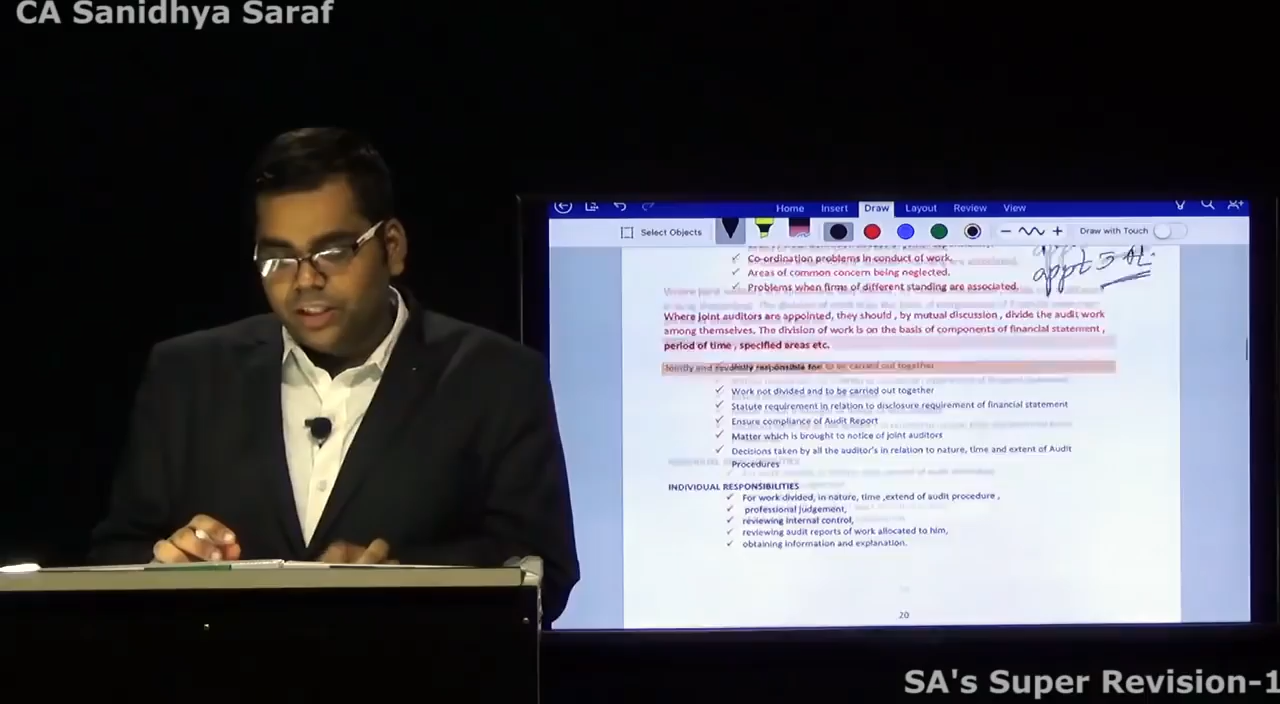 CA Sanidhya Saraf
Home Insert Draw Layout Review View
Select Objects
Draw with Touch
✓ Co-ordination problems in conduct of work.
✓ Areas of common concern being neglected.
✓ Problems when firms of different standing are associated.
appt
Where joint auditors are appointed, they should , by mutual discussion , divide the audit work
among themselves. The division of work is on the basis of components of financial statement ,
period of time , specified areas etc.
Jointly and severally responsible for
✓ Work not divided and to be carried out together
✓ Statute requirement in relation to disclosure requirement of financial statement
✓ Ensure compliance of Audit Report
✓ Matter which is brought to notice of joint auditors
✓ Decisions taken by all the auditor's in relation to nature, time and extent of Audit
Procedures
INDIVIDUAL RESPONSIBILITIES
✓ For work divided, in nature, time ,extend of audit procedure ,
✓ professional judgement,
✓ reviewing internal control,
✓ reviewing audit reports of work allocated to him,
✓ obtaining information and explanation.
20
SA's Super Revision-1